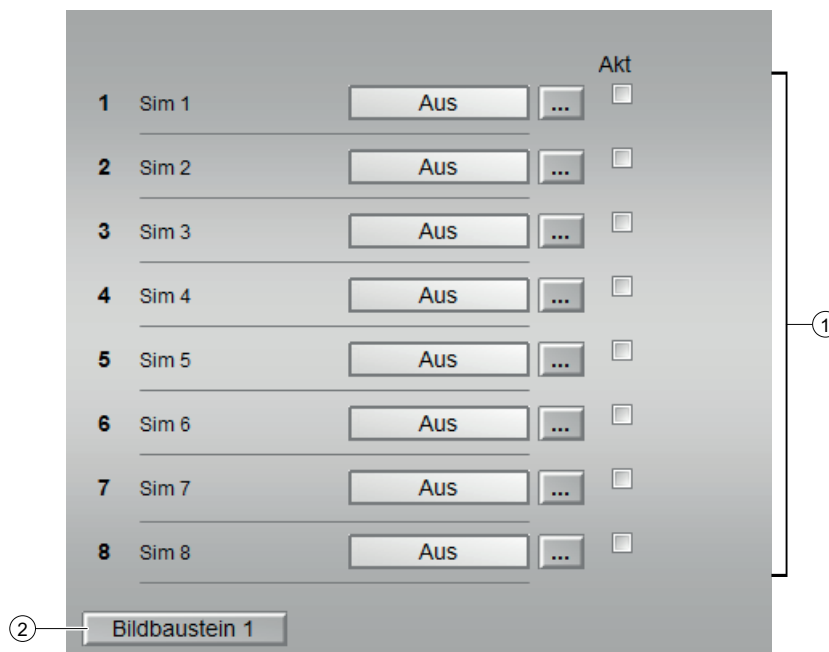 Akt
1 Sim 1 Aus ...
2 Sim 2 Aus ...
3 Sim 3 Aus ...
4 Sim 4 Aus ...
1
5 Sim 5 Aus ...
6 Sim 6 Aus ...
7 Sim 7 Aus ...
8 Sim 8 Aus ...
2 Bildbaustein 1